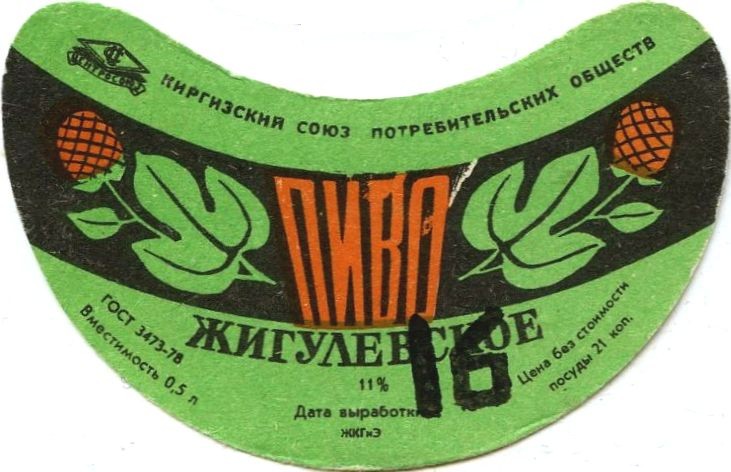 ЦЕНТРОСОЮЗ
КИРГИЗСКИЙ СОЮЗ ПОТРЕБИТЕЛЬСКИХ ОБЩЕСТВ
ПИВО
ГОСТ 3473-78
Вместимость 0,5 л
ЖИГУЛЕВСКОЕ
11%
Дата выработки
ЖКГиЭ
16
Цена без стоимости
посуды 21 коп.